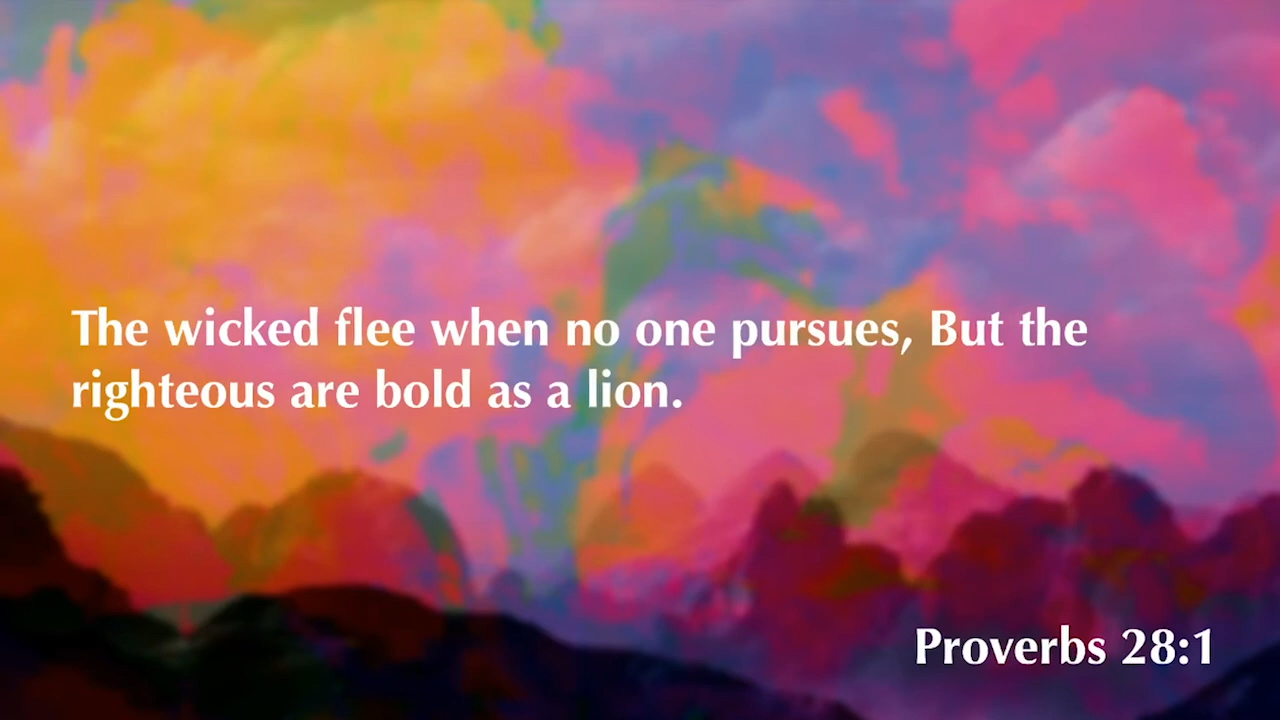 The wicked flee when no one pursues, But the
righteous are bold as a lion.
Proverbs 28:1